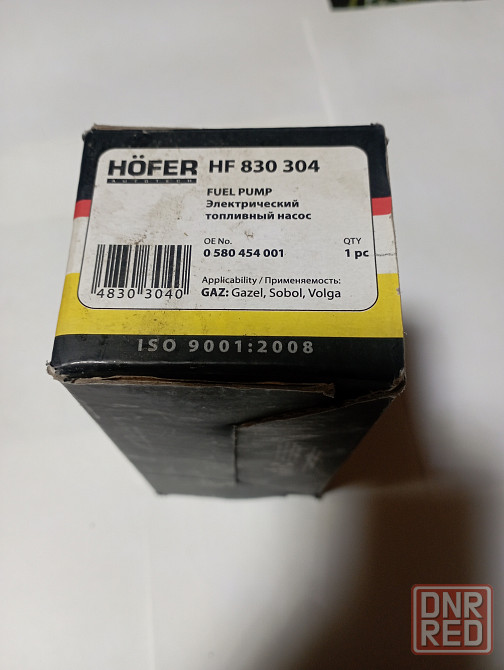 HÖFER HF 830 304
AUTOTECH
FUEL PUMP
Электрический
топливный насос
OE No. QTY
0 580 454 001 1 pc
Applicability / Применяемость:
GAZ: Gazel, Sobol, Volga
4830 3040
ISO 9001:2008
DNR
RED